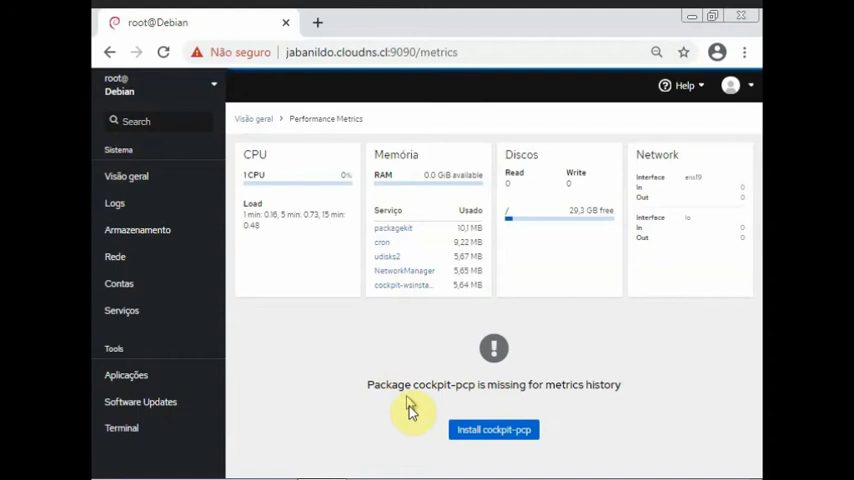 root@Debian
Não seguro
jabanildo.cloudns.cl:9090/metrics
root@
Debian
Help
Search
Visão geral
Performance Metrics
Sistema
Visão geral
Logs
Armazenamento
Rede
Contas
Serviços
Tools
Aplicações
Software Updates
Terminal
CPU
1 CPU 0%
Load
1 min: 0.16, 5 min: 0.73, 15 min:
0.48
Memória
RAM 0.0 GiB available
Serviço Usado
packagekit 10,1 MB
cron 9,22 MB
udisks2 5,67 MB
NetworkManager 5,65 MB
cockpit-wsinsta... 5,64 MB
Discos
Read Write
0 0
/ 29,3 GB free
Network
Interface ens19
In 0
Out 0
Interface lo
In 0
Out 0
Package cockpit-pcp is missing for metrics history
Install cockpit-pcp